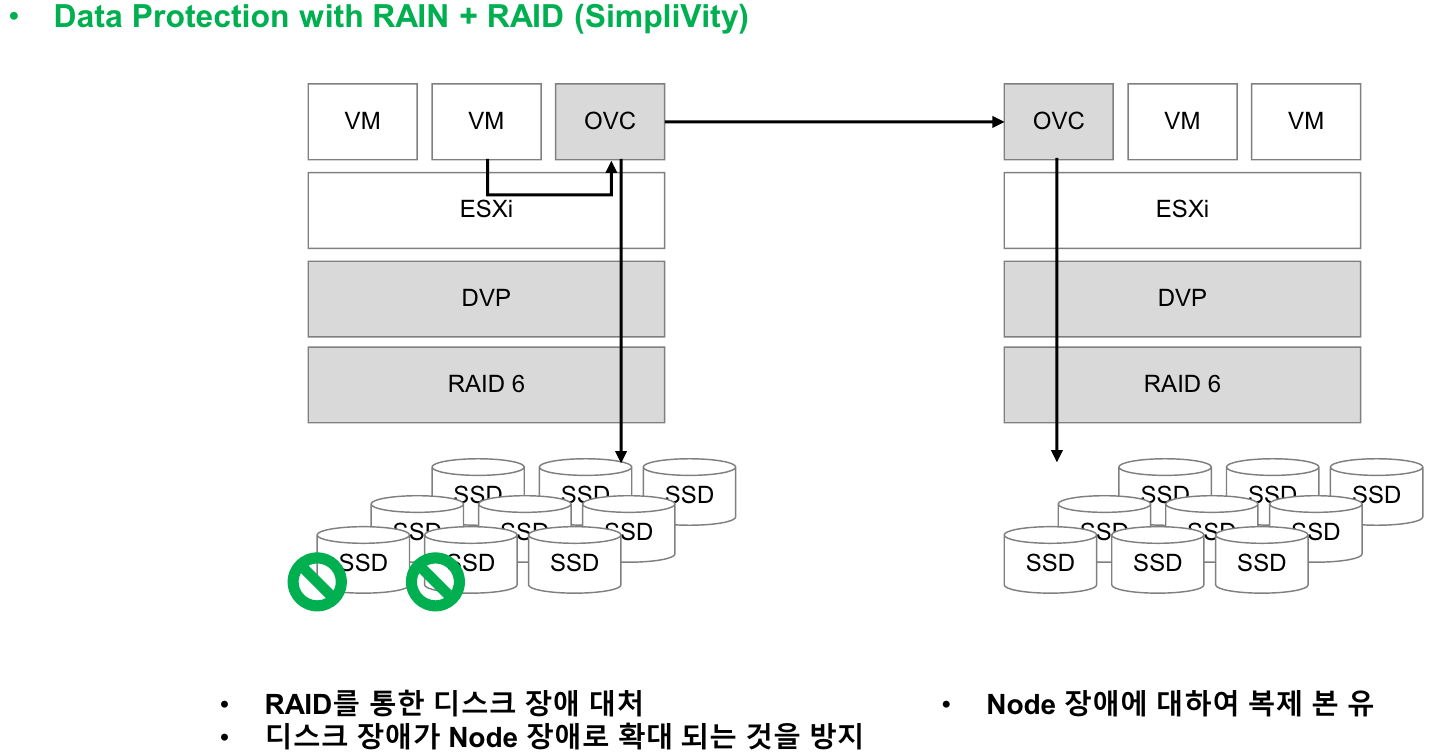 • Data Protection with RAIN + RAID (SimpliVity)
VM VM OVC OVC VM VM
ESXi ESXi
DVP DVP
RAID 6 RAID 6
SSD SSD SSD SSD SSD SSD
SSD SSD SSD SSD SSD SSD
SSD SSD SSD SSD SSD SSD
• RAID를 통한 디스크 장애 대처
• 디스크 장애가 Node 장애로 확대 되는 것을 방지
• Node 장애에 대하여 복제 본 유